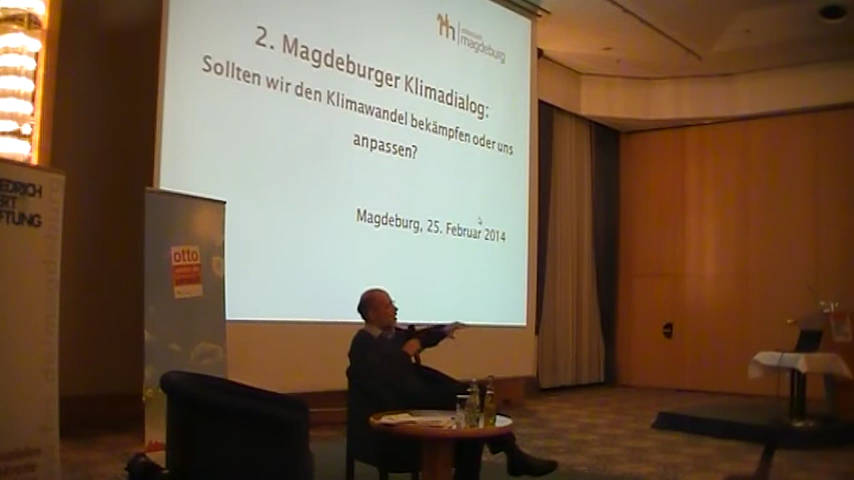 magdeburg
2. Magdeburger Klimadialog:
Sollten wir den Klimawandel bekämpfen oder uns
anpassen?
Magdeburg, 25. Februar 2014
EDRICH
ERT
FTUNG
otto